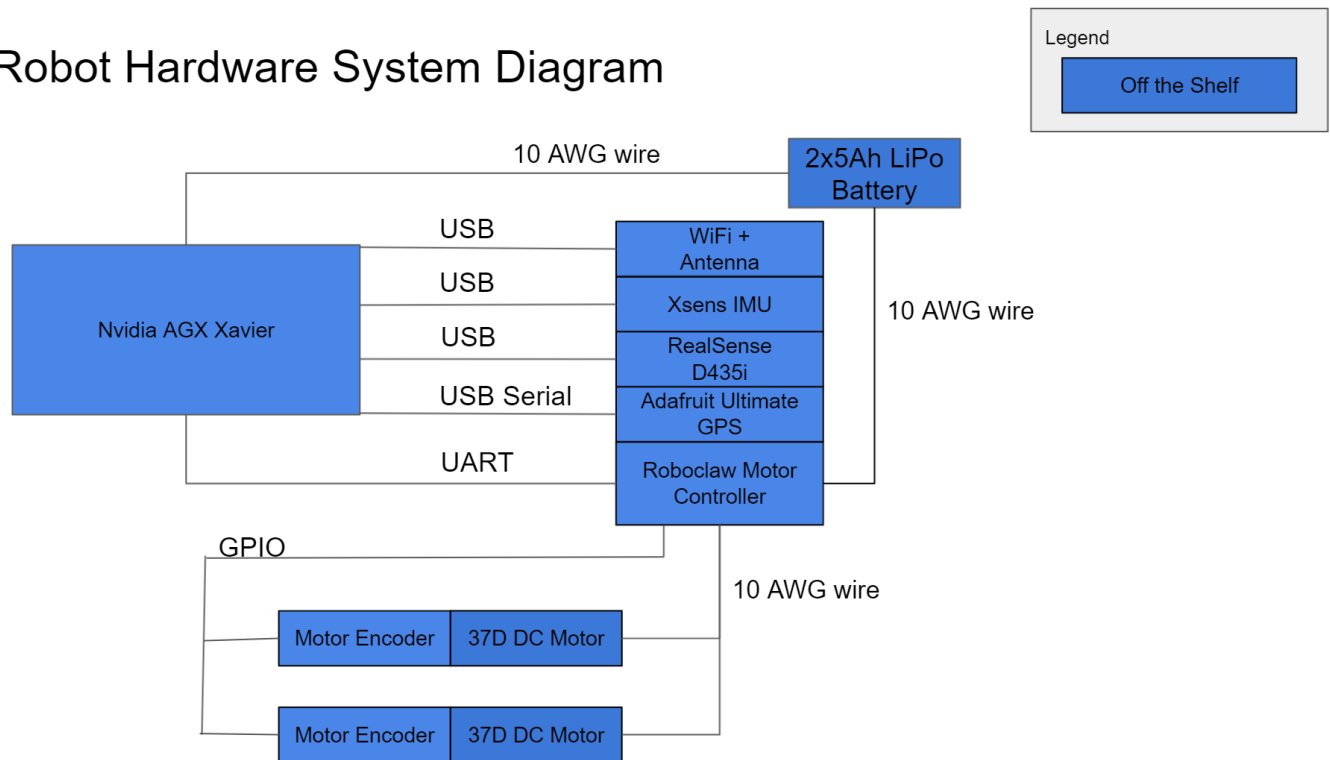 Robot Hardware System Diagram
Legend
Off the Shelf
10 AWG wire
2x5Ah LiPo
Battery
USB
WiFi +
Antenna
USB
Xsens IMU
10 AWG wire
Nvidia AGX Xavier
USB
RealSense
D435i
USB Serial
Adafruit Ultimate
GPS
UART
Roboclaw Motor
Controller
GPIO
10 AWG wire
Motor Encoder
37D DC Motor
Motor Encoder
37D DC Motor